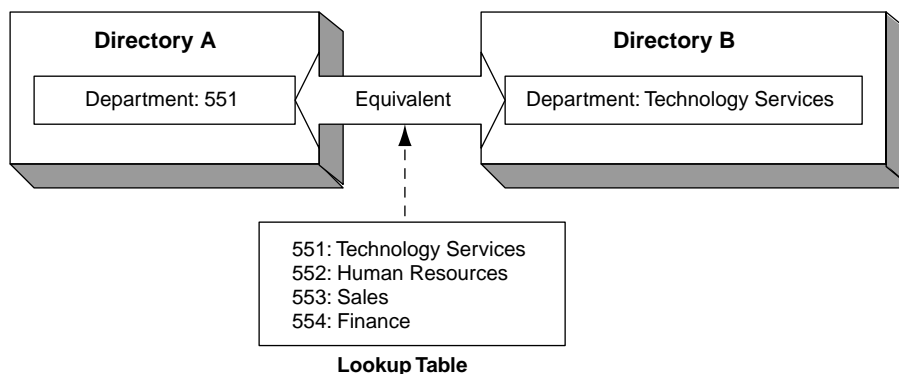 Directory A
Directory B
Department: 551
Equivalent
Department: Technology Services
551: Technology Services
552: Human Resources
553: Sales
554: Finance
Lookup Table